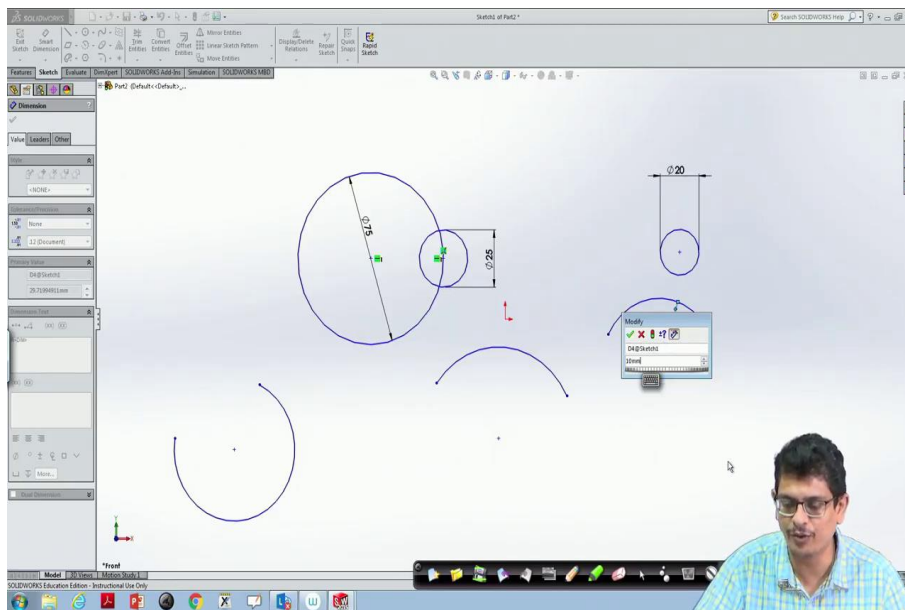 SOLIDWORKS
Sketch1 of Part2 *
Search SOLIDWORKS Help
Exit Sketch
Smart Dimension
Trim Entities
Convert Entities
Offset Entities
Mirror Entities
Linear Sketch Pattern
Move Entities
Display/Delete Relations
Repair Sketch
Quick Snaps
Rapid Sketch
Features Sketch Evaluate DimXpert SOLIDWORKS Add-Ins Simulation SOLIDWORKS MBD
Part2 (Default<<Default>_...
Dimension
?
Value Leaders Other
Style
<NONE>
Tolerance/Precision
None
.12 (Document)
Primary Value
D4@Sketch1
29.71994911mm
Dimension Text
More...
Dual Dimension
Ø75
Ø25
Ø20
Modify
D4@Sketch1
10mm
Y
X
*Front
Model 3D Views Motion Study 1
SOLIDWORKS Education Edition - Instructional Use Only